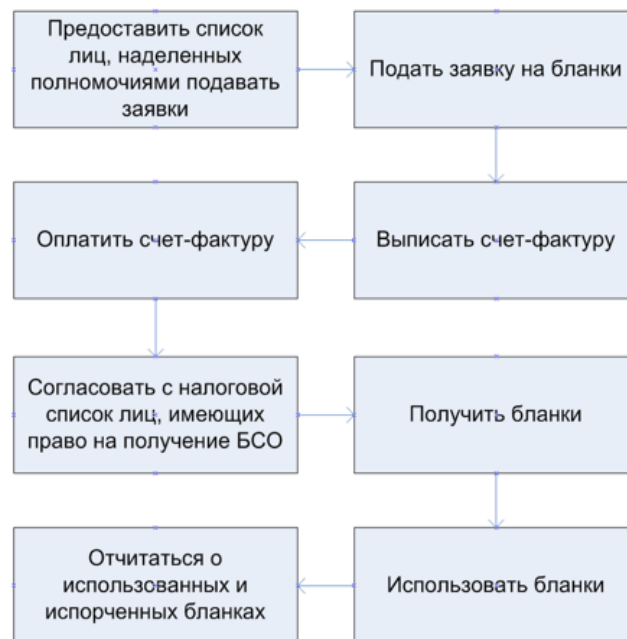 Предоставить список
лиц, наделенных
полномочиями подавать
заявки
Подать заявку на бланки
Выписать счет-фактуру
Оплатить счет-фактуру
Согласовать с налоговой
список лиц, имеющих
право на получение БСО
Получить бланки
Использовать бланки
Отчитаться о
использованных и
испорченных бланках